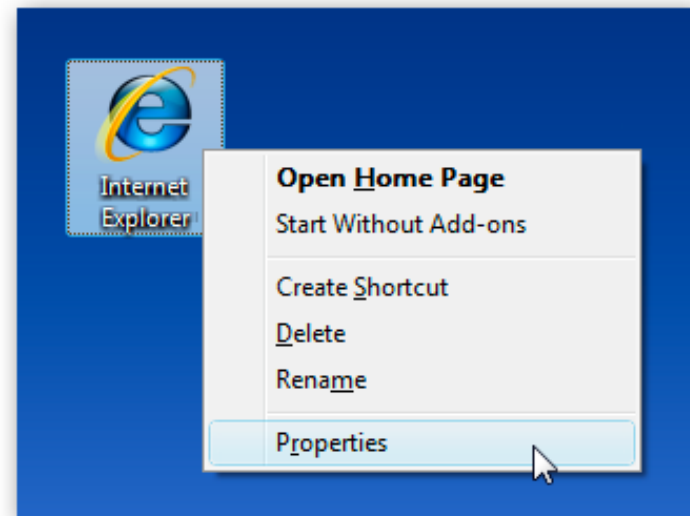 Internet
Explorer
Open Home Page
Start Without Add-ons
Create Shortcut
Delete
Rename
Properties